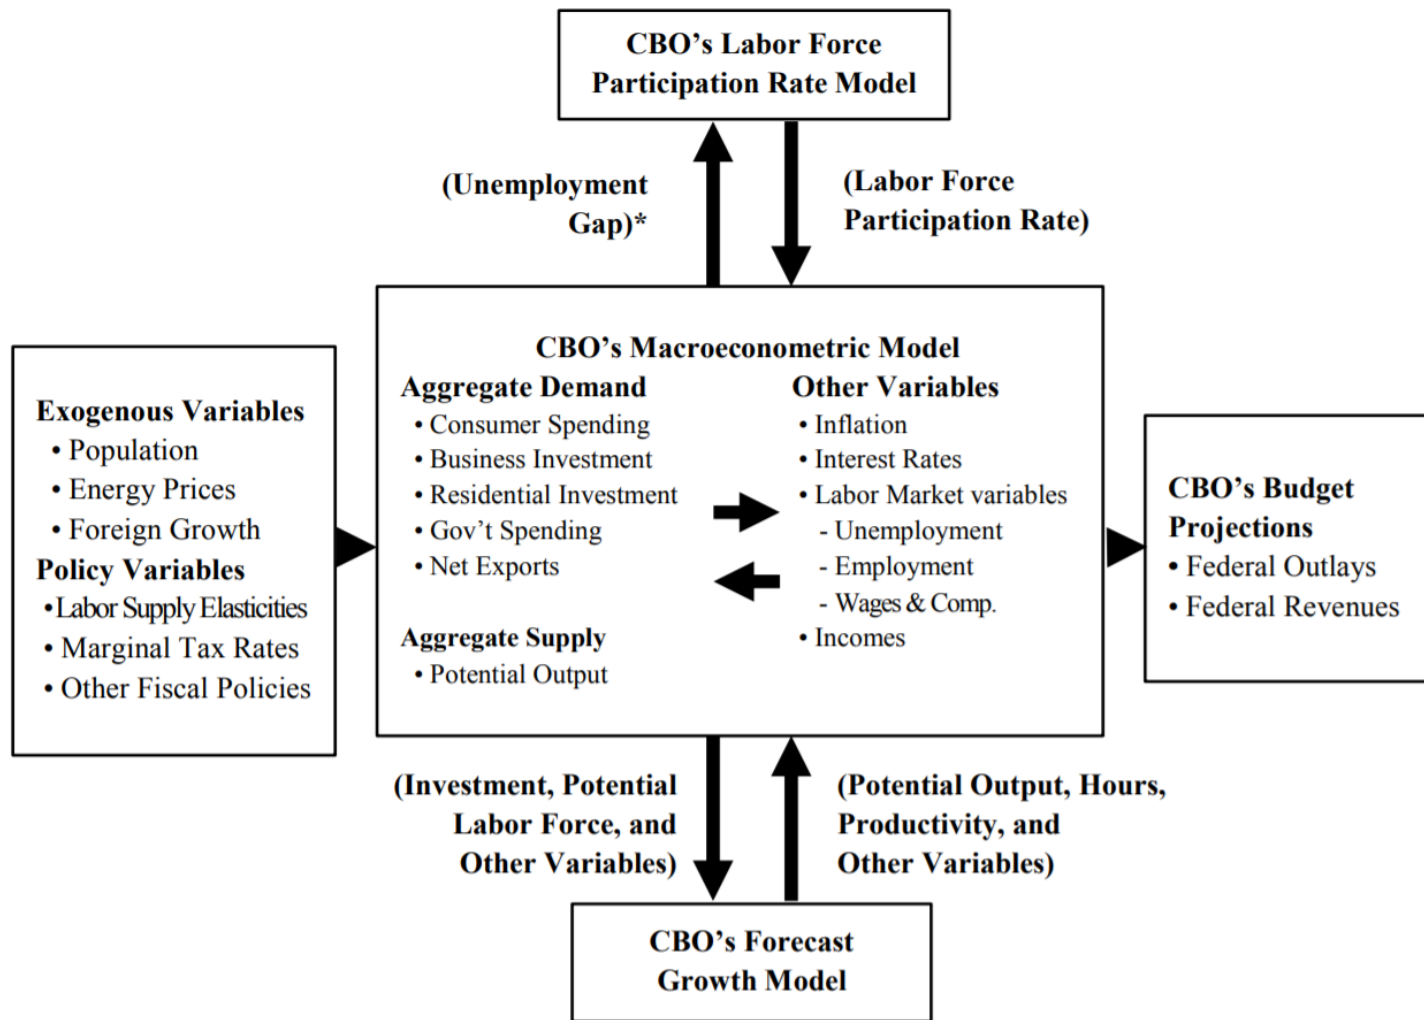 CBO’s Labor Force
Participation Rate Model
(Unemployment
Gap)*
(Labor Force
Participation Rate)
Exogenous Variables
• Population
• Energy Prices
• Foreign Growth
Policy Variables
•Labor Supply Elasticities
• Marginal Tax Rates
• Other Fiscal Policies
CBO’s Macroeconometric Model
Aggregate Demand
• Consumer Spending
• Business Investment
• Residential Investment
• Gov’t Spending
• Net Exports
Aggregate Supply
• Potential Output
Other Variables
• Inflation
• Interest Rates
• Labor Market variables
- Unemployment
- Employment
- Wages & Comp.
• Incomes
CBO’s Budget
Projections
• Federal Outlays
• Federal Revenues
(Investment, Potential
Labor Force, and
Other Variables)
(Potential Output, Hours,
Productivity, and
Other Variables)
CBO’s Forecast
Growth Model